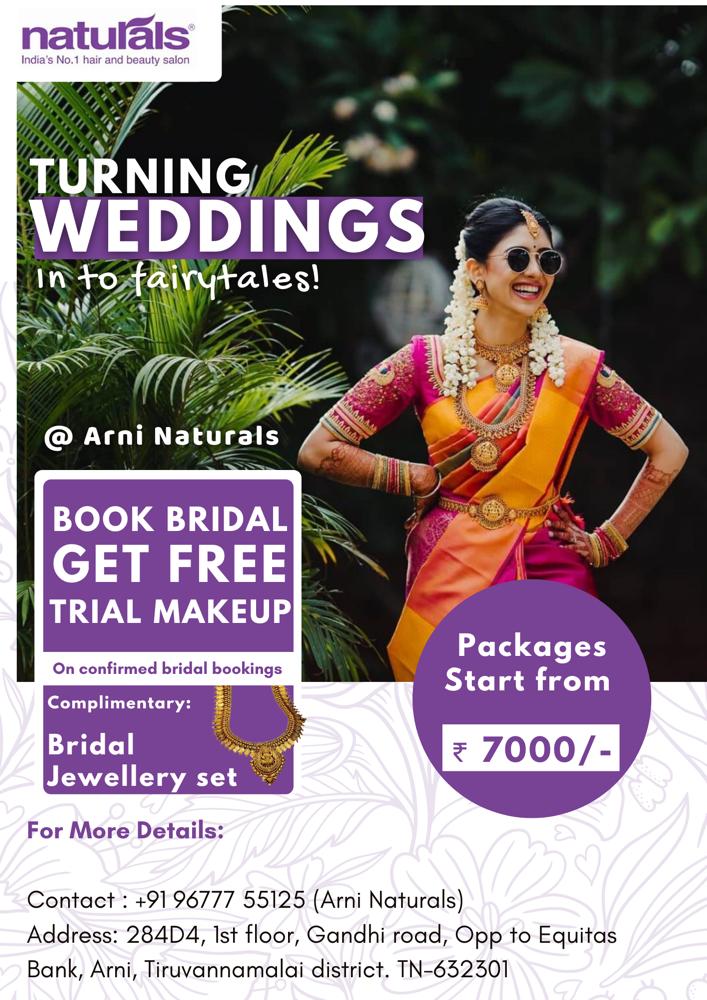 naturals®
India's No.1 hair and beauty salon
TURNING
WEDDINGS
In to fairytales!
@ Arni Naturals
BOOK BRIDAL
GET FREE
TRIAL MAKEUP
On confirmed bridal bookings
Complimentary:
Bridal
Jewellery set
Packages
Start from
₹ 7000/-
For More Details:
Contact : +91 96777 55125 (Arni Naturals)
Address: 284D4, 1st floor, Gandhi road, Opp to Equitas
Bank, Arni, Tiruvannamalai district. TN-632301